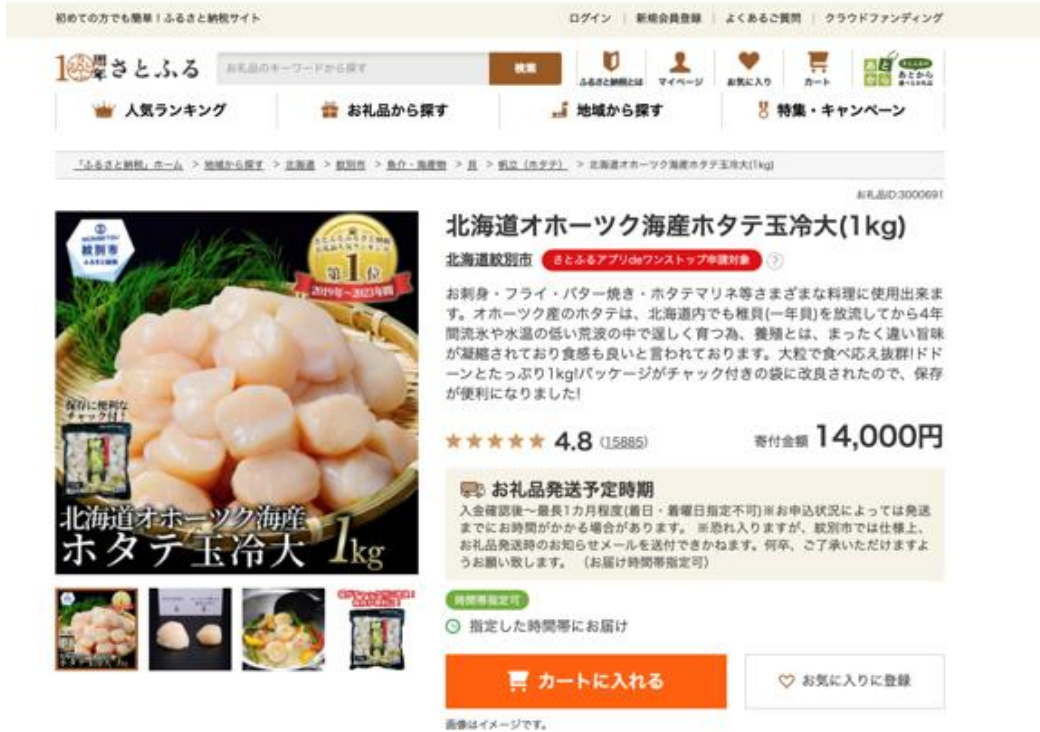 初めての方でも簡単！ふるさと納税サイト
ログイン
新規会員登録
よくあるご質問
クラウドファンディング
10周年さとふる
お礼品のキーワードから探す
検索
ふるさと納税とは
マイページ
お気に入り
カート
あとから
人気ランキング
お礼品から探す
地域から探す
特集・キャンペーン
「ふるさと納税」ホーム > 地域から探す > 北海道 > 紋別市 > 魚介・海産物 > 貝 > 帆立（ホタテ） > 北海道オホーツク海産ホタテ玉冷大(1kg)
お礼品ID:3000691
北海道オホーツク海産ホタテ玉冷大(1kg)
北海道紋別市
さとふるアプリdeワンストップ申請対象
?
お刺身・フライ・バター焼き・ホタテマリネ等さまざまな料理に使用出来ま
す。オホーツク産のホタテは、北海道内でも稚貝(一年貝)を放流してから4年
間流氷や水温の低い荒波の中で逞しく育つ為、養殖とは、まったく違い旨味
が凝縮されており食感も良いと言われております。大粒で食べ応え抜群!ドド
ーンとたっぷり1kg!パッケージがチャック付きの袋に改良されたので、保存
が便利になりました!
4.8 (15885)
寄付金額 14,000円
お礼品発送予定時期
入金確認後～最長1カ月程度(着日・着曜日指定不可)※お申込状況によっては発送
までにお時間がかかる場合があります。 ※恐れ入りますが、紋別市では仕様上、
お礼品発送時のお知らせメールを送付できかねます。何卒、ご了承いただけますよ
うお願い致します。 （お届け時間帯指定可）
時間帯指定可
指定した時間帯にお届け
カートに入れる
お気に入りに登録
画像はイメージです。
紋別市
ふるさと納税
第1位
2019年～2023年間
保存に便利な
チャック付！
北海道オホーツク海産
ホタテ玉冷大 1kg